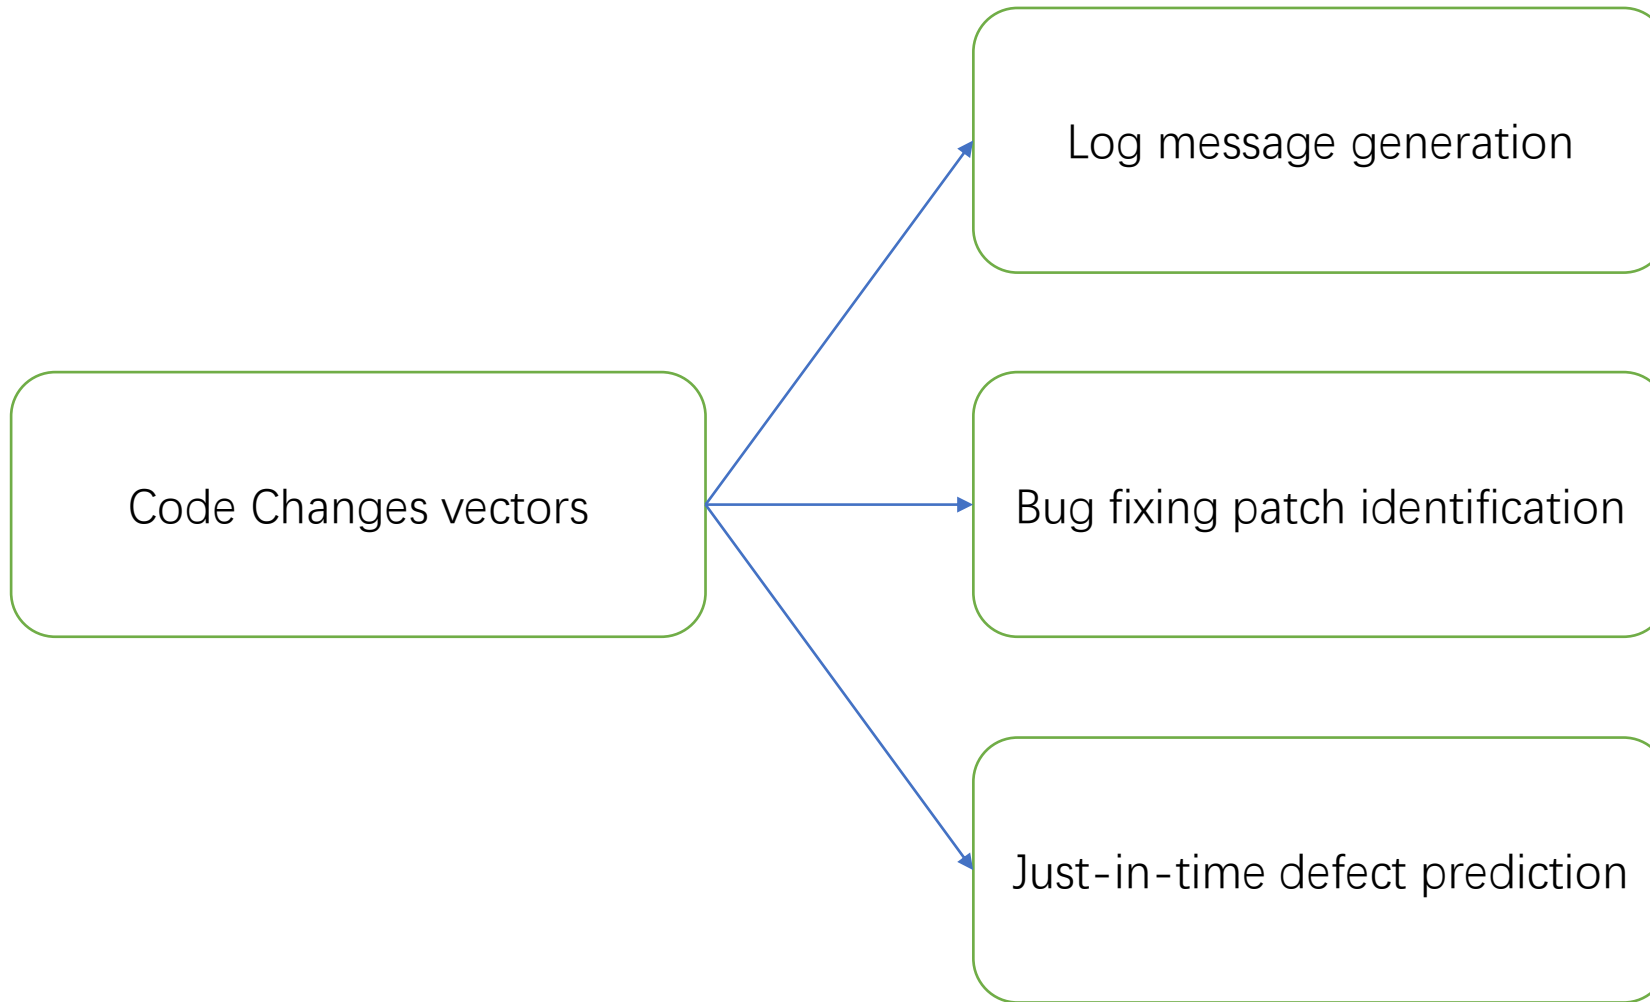 Log message generation
Code Changes vectors
Bug fixing patch identification
Just-in-time defect prediction